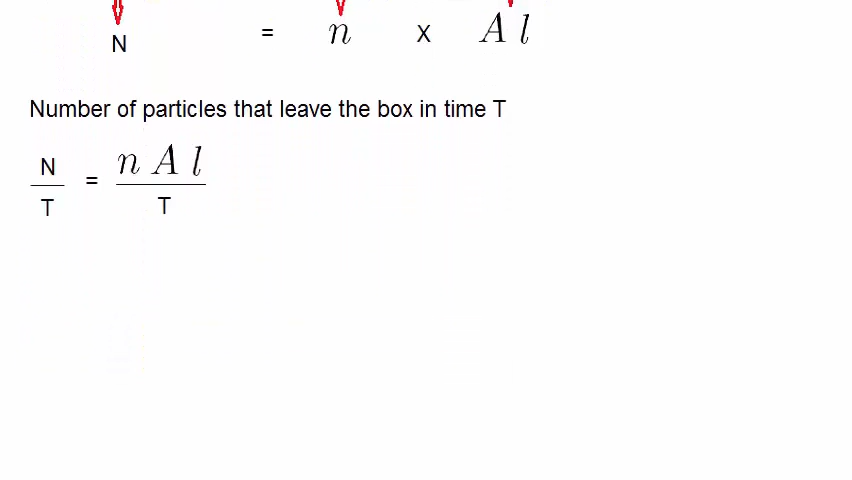 N = n x A l
Number of particles that leave the box in time T
N = n A l
T T